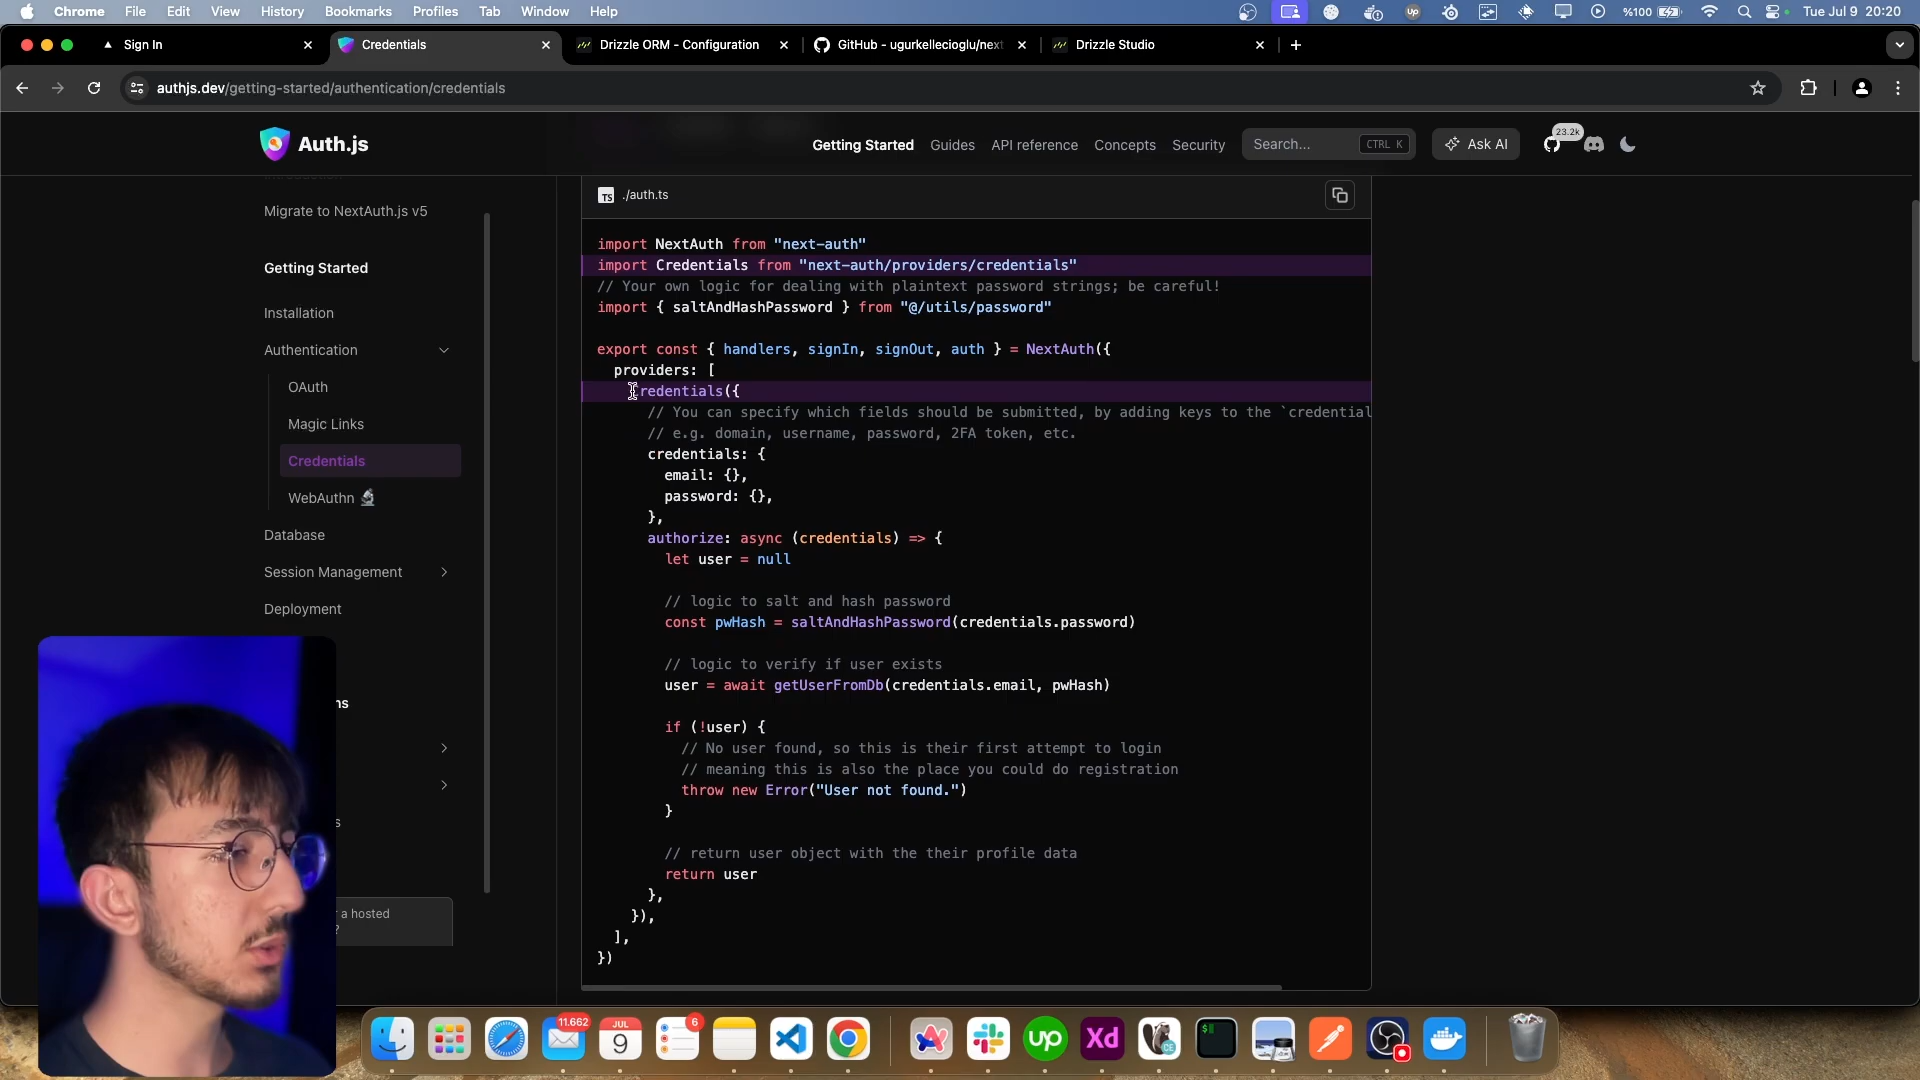 Chrome File Edit View History Bookmarks Profiles Tab Window Help %100 Tue Jul 9 20:20
Sign In Credentials Drizzle ORM - Configuration GitHub - ugurkellecioglu/next Drizzle Studio
authjs.dev/getting-started/authentication/credentials
Auth.js Getting Started Guides API reference Concepts Security Search... CTRL K Ask AI 23.2k
Migrate to NextAuth.js v5
Getting Started
Installation
Authentication
OAuth
Magic Links
Credentials
WebAuthn
Database
Session Management
Deployment
ns
s
r a hosted
?
TS ./auth.ts
import NextAuth from "next-auth"
import Credentials from "next-auth/providers/credentials"
// Your own logic for dealing with plaintext password strings; be careful!
import { saltAndHashPassword } from "@/utils/password"
export const { handlers, signIn, signOut, auth } = NextAuth({
providers: [
Credentials({
// You can specify which fields should be submitted, by adding keys to the `credential
// e.g. domain, username, password, 2FA token, etc.
credentials: {
email: {},
password: {},
},
authorize: async (credentials) => {
let user = null
// logic to salt and hash password
const pwHash = saltAndHashPassword(credentials.password)
// logic to verify if user exists
user = await getUserFromDb(credentials.email, pwHash)
if (!user) {
// No user found, so this is their first attempt to login
// meaning this is also the place you could do registration
throw new Error("User not found.")
}
// return user object with the their profile data
return user
},
}),
],
})
11.662 JUL 9 6 up Xd CE $